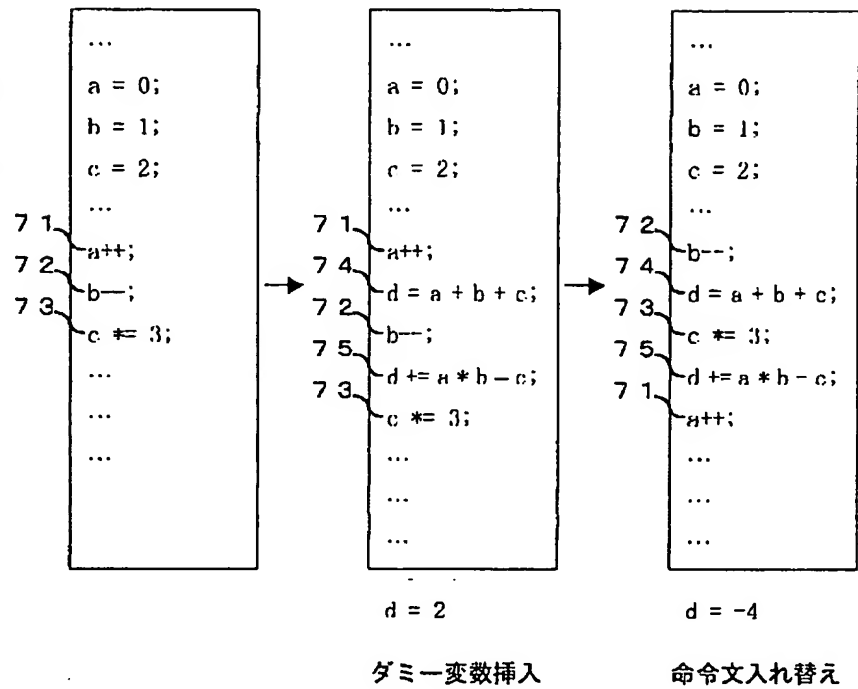 ...
a = 0;
b = 1;
c = 2;
...
71
a++;
72
b—;
73
c *= 3;
...
...
...
...
a = 0;
b = 1;
c = 2;
...
71
a++;
74
d = a + b + c;
72
b--;
75
d += a * b - c;
73
c *= 3;
...
...
...
d = 2
ダミー変数挿入
...
a = 0;
b = 1;
c = 2;
...
72
b--;
74
d = a + b + c;
73
c *= 3;
75
d += a * b - c;
71
a++;
...
...
...
d = -4
命令文入れ替え